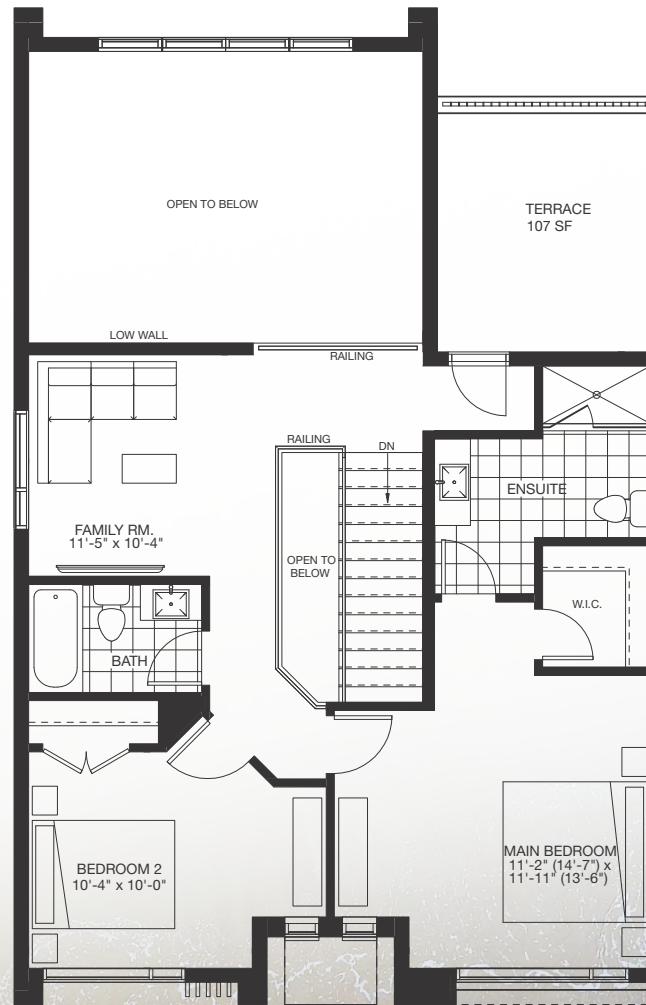 OPEN TO BELOW
TERRACE
107 SF
LOW WALL
RAILING
RAILING
DN
ENSUITE
FAMILY RM.
11'-5" x 10'-4"
OPEN TO
BELOW
W.I.C.
BATH
MAIN BEDROOM
11'-2" (14'-7") x
11'-11" (13'-6")
BEDROOM 2
10'-4" x 10'-0"